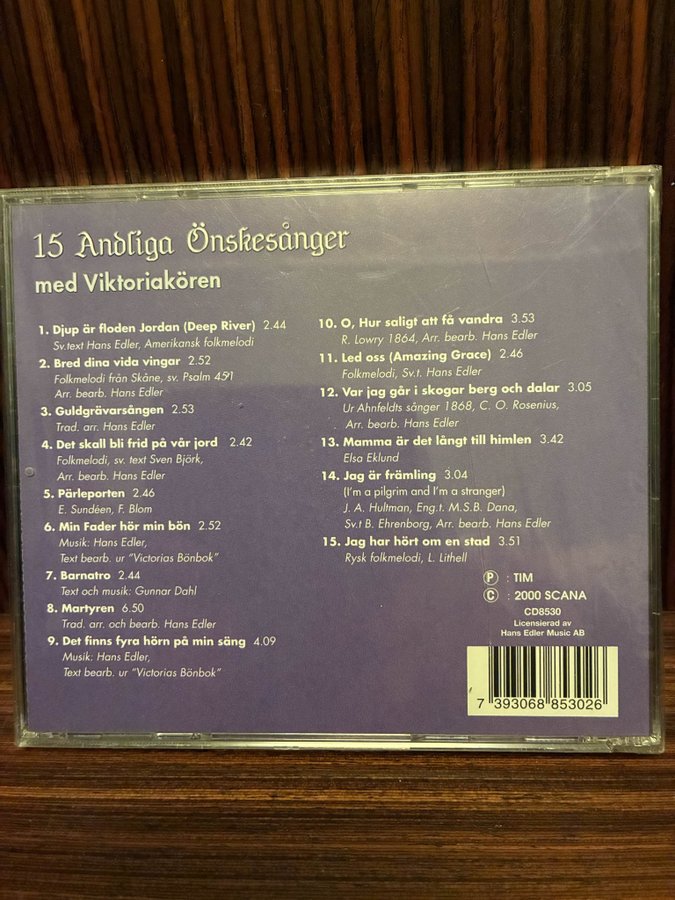 15 Andliga Önskesånger
med Viktoriakören
1. Djup är floden Jordan (Deep River) 2.44
Sv.text Hans Edler, Amerikansk folkmelodi
2. Bred dina vida vingar 2.52
Folkmelodi från Skåne, sv. Psalm 451
Arr. bearb. Hans Edler
3. Guldgrävarsången 2.53
Trad. arr. Hans Edler
4. Det skall bli frid på vår jord 2.42
Folkmelodi, sv. text Sven Björk,
Arr. bearb. Hans Edler
5. Pärleporten 2.46
E. Sundéen, F. Blom
6. Min Fader hör min bön 2.52
Musik: Hans Edler,
Text bearb. ur "Victorias Bönbok"
7. Barnatro 2.44
Text och musik: Gunnar Dahl
8. Martyren 6.50
Trad. arr. och bearb. Hans Edler
9. Det finns fyra hörn på min säng 4.09
Musik: Hans Edler,
Text bearb. ur "Victorias Bönbok"
10. O, Hur saligt att få vandra 3.53
R. Lowry 1864, Arr. bearb. Hans Edler
11. Led oss (Amazing Grace) 2.46
Folkmelodi, Sv.t. Hans Edler
12. Var jag går i skogar berg och dalar 3.05
Ur Ahnfeldts sånger 1868, C. O. Rosenius,
Arr. bearb. Hans Edler
13. Mamma är det långt till himlen 3.42
Elsa Eklund
14. Jag är främling 3.04
(I'm a pilgrim and I'm a stranger)
J. A. Hultman, Eng.t. M.S.B. Dana,
Sv.t B. Ehrenborg, Arr. bearb. Hans Edler
15. Jag har hört om en stad 3.51
Rysk folkmelodi, L. Lithell
Ⓟ : TIM
© : 2000 SCANA
CD8530
Licensierad av
Hans Edler Music AB
7 393068 853026